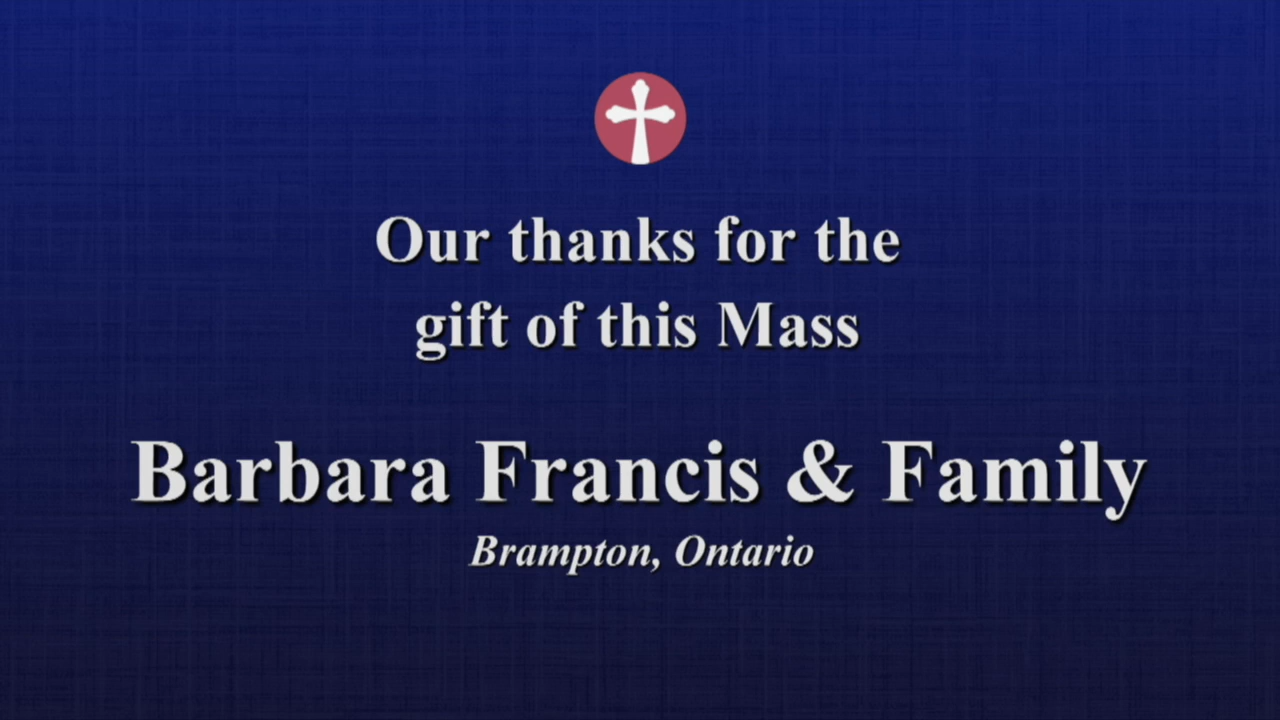 Our thanks for the
gift of this Mass
Barbara Francis & Family
Brampton, Ontario